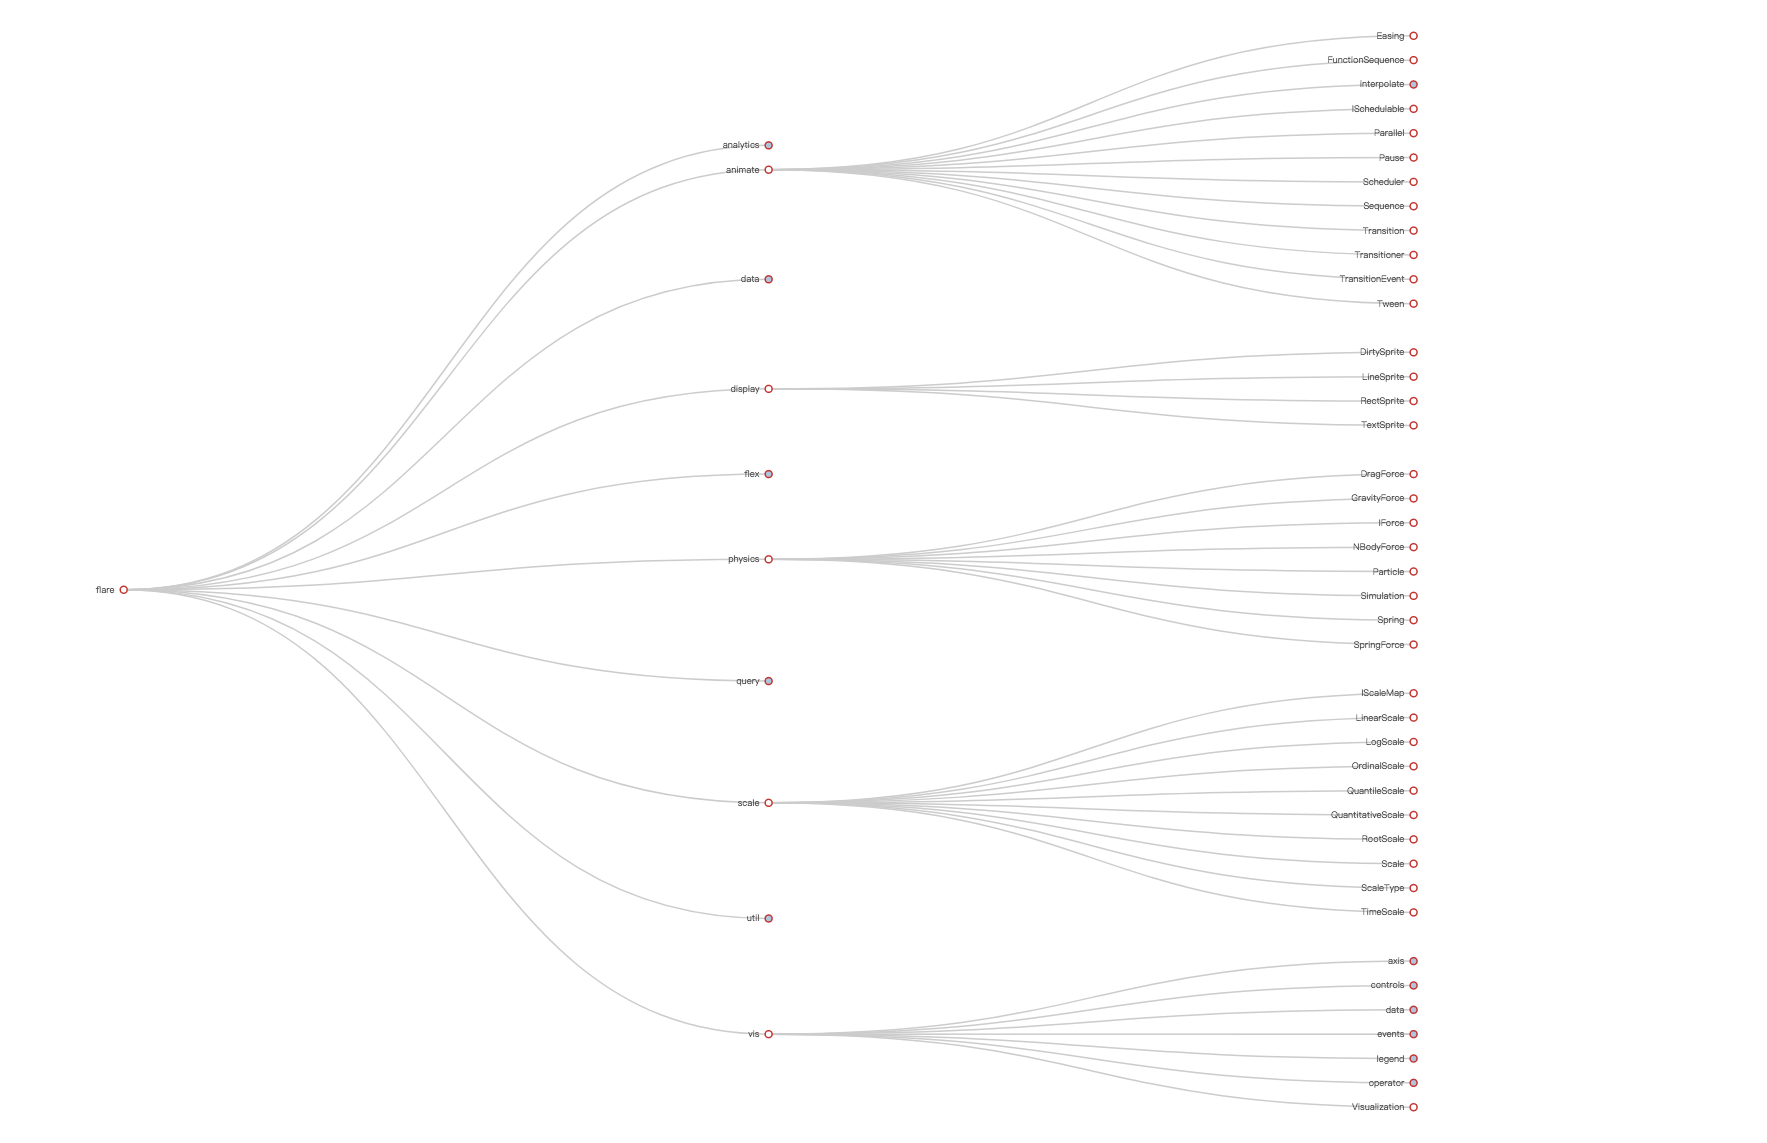 flare
analytics
animate
data
display
flex
physics
query
scale
util
vis
Easing
FunctionSequence
interpolate
ISchedulable
Parallel
Pause
Scheduler
Sequence
Transition
Transitioner
TransitionEvent
Tween
DirtySprite
LineSprite
RectSprite
TextSprite
DragForce
GravityForce
IForce
NBodyForce
Particle
Simulation
Spring
SpringForce
IScaleMap
LinearScale
LogScale
OrdinalScale
QuantileScale
QuantitativeScale
RootScale
Scale
ScaleType
TimeScale
axis
controls
data
events
legend
operator
Visualization